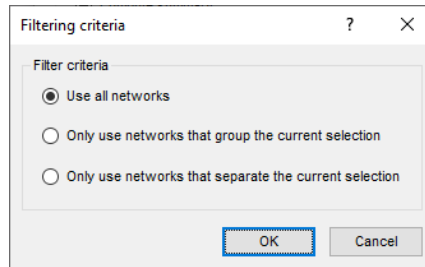 Filtering criteria ?
Filter criteria
Use all networks
Only use networks that group the current selection
Only use networks that separate the current selection
OK Cancel